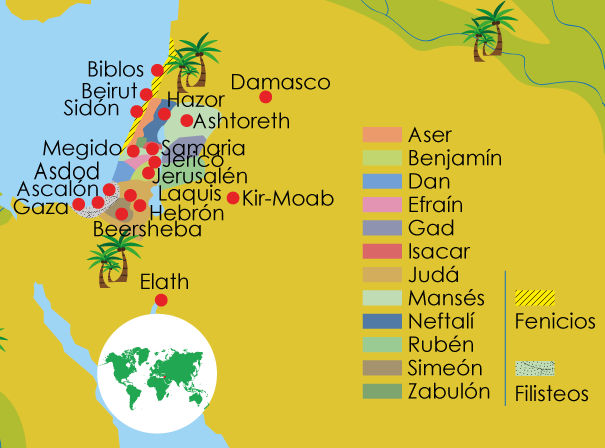 Biblos
Damasco
Beirut
Sidón
Hazor
Ashtoreth
Megido
Samaria
Jericó
Asdod
Jerusalén
Ascalón
Laquis
Kir-Moab
Gaza
Hebrón
Beersheba
Elath
Aser
Benjamín
Dan
Efraín
Gad
Isacar
Judá
Mansés
Neftalí
Rubén
Simeón
Zabulón
Fenicios
Filisteos